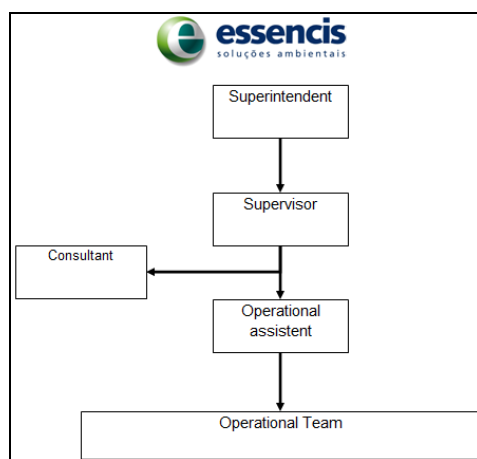 essencis
soluções ambientais
Superintendent
Supervisor
Consultant
Operational
assistent
Operational Team